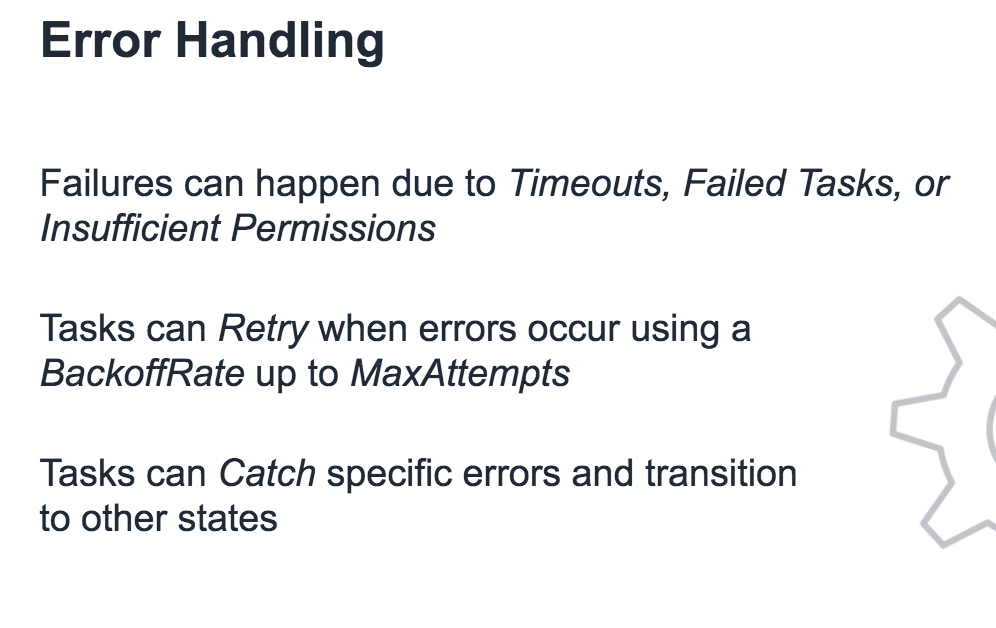 Error Handling
Failures can happen due to Timeouts, Failed Tasks, or
Insufficient Permissions
Tasks can Retry when errors occur using a
BackoffRate up to MaxAttempts
Tasks can Catch specific errors and transition
to other states